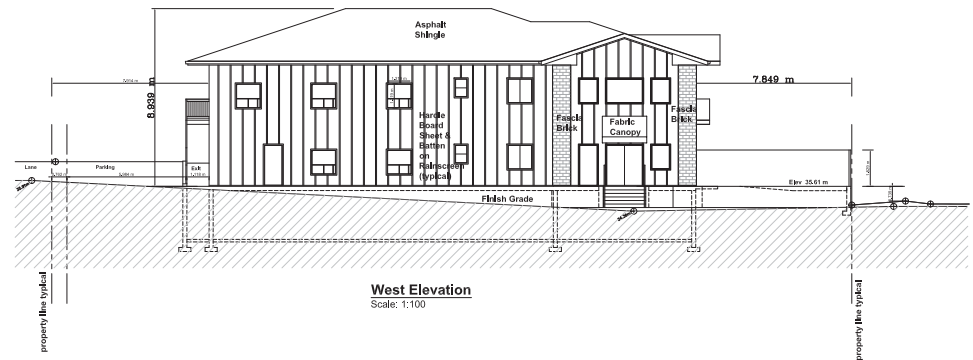 Asphalt
Shingle
8.939 m
7.849 m
Hardie
Board
Sheet &
Batten
on
Rainscreen
(typical)
Fascia
Brick
Fabric
Canopy
Fascia
Brick
Lane
Parking
Exit
Elev 35.61 m
Finish Grade
West Elevation
Scale: 1:100
property line typical
property line typical